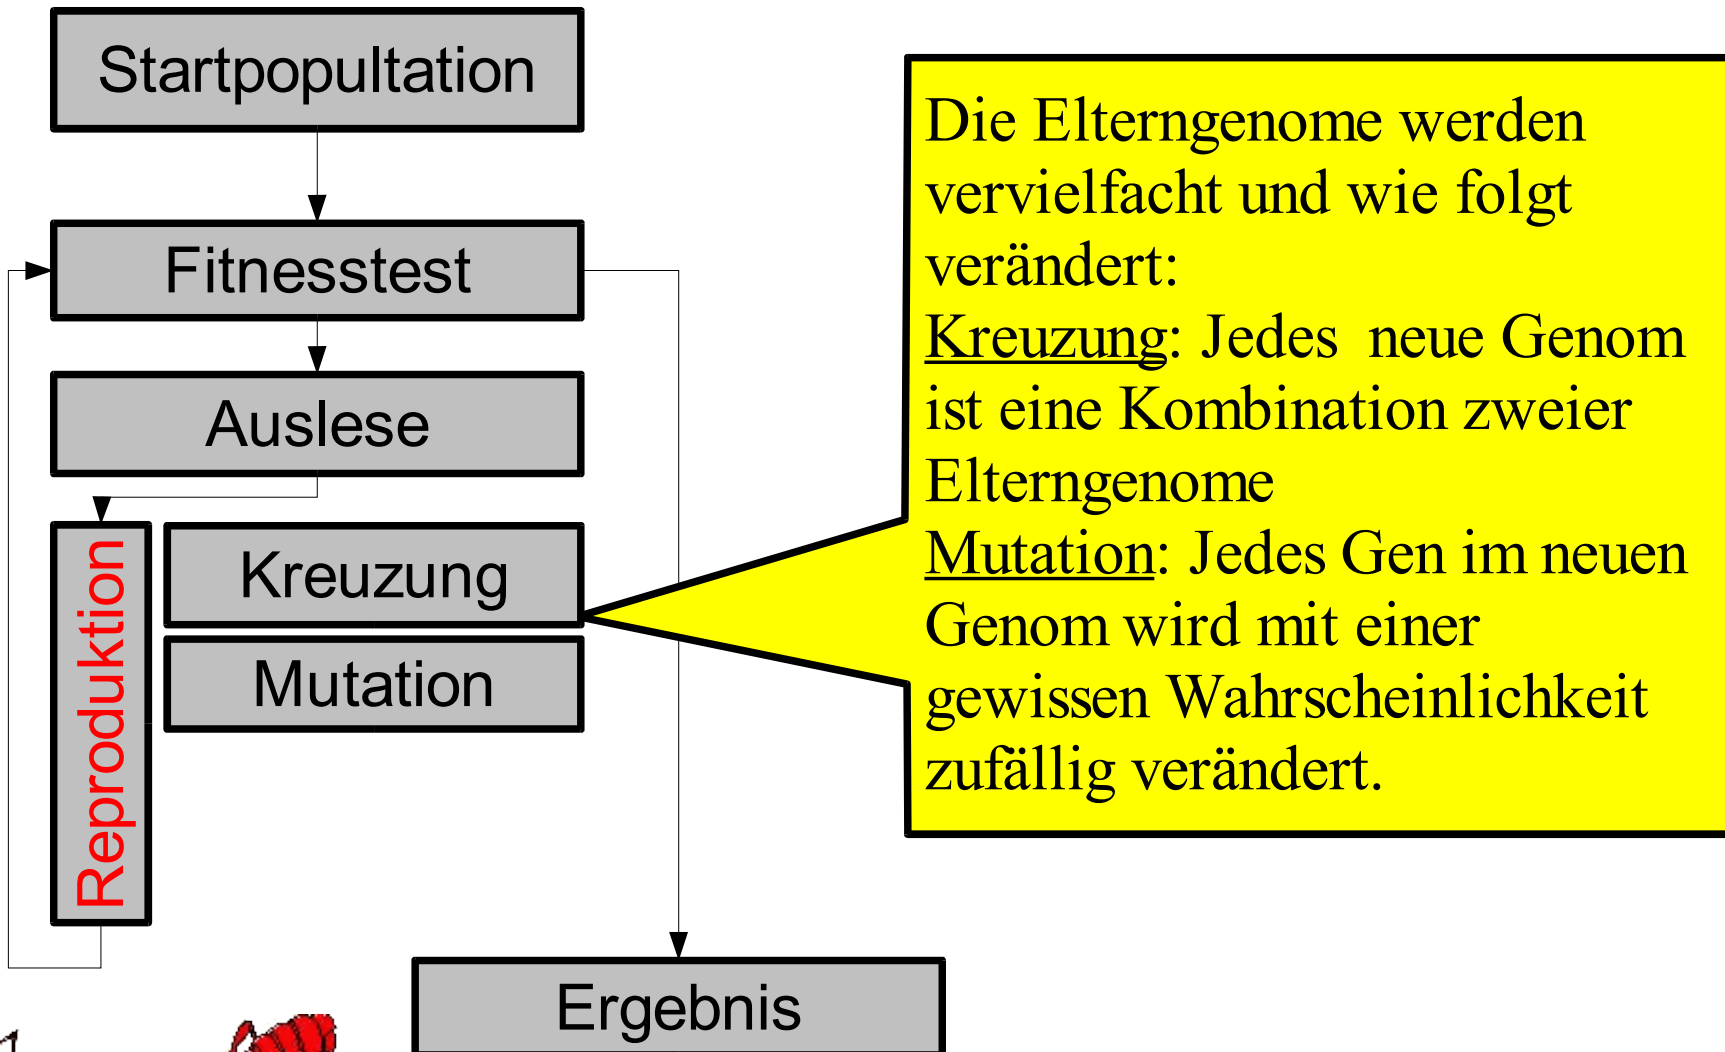 Startpopultation
Fitnesstest
Auslese
Reproduktion
Kreuzung
Mutation
Ergebnis
Die Elterngenome werden
vervielfacht und wie folgt
verändert:
Kreuzung: Jedes neue Genom
ist eine Kombination zweier
Elterngenome
Mutation: Jedes Gen im neuen
Genom wird mit einer
gewissen Wahrscheinlichkeit
zufällig verändert.